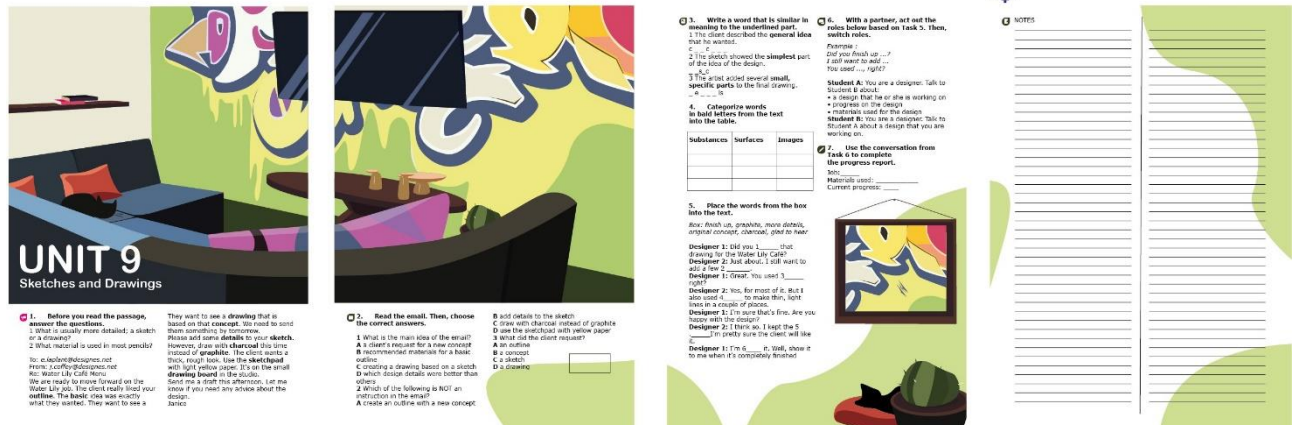 UNIT 9
Sketches and Drawings
1. Before you read the passage,
answer the questions.
1 What is usually more detailed; a sketch
or a drawing?
2 What material is used in most pencils?
To: e.laplant@designes.net
From: j.caffey@designes.net
Re: Water Lily Café Menu
We are ready to move forward on the
Water Lily job. The client really liked your
outline. The basic idea was exactly
what they wanted. They want to see a
They want to see a drawing that is
based on that concept. We need to send
them something by tomorrow.
Please add some details to your sketch.
However, draw with charcoal this time
instead of graphite. The client wants a
thick, rough look. Use the sketchpad
with light yellow paper. It's on the small
drawing board in the studio.
Send me a draft this afternoon. Let me
know if you need any advice about the
design.
Janice
2. Read the email. Then, choose
the correct answers.
1 What is the main idea of the email?
A a client's request for a new concept
B recommended materials for a basic
outline
C creating a drawing based on a sketch
D which design details were better than
others
2 Which of the following is NOT an
instruction in the email?
A create an outline with a new concept
B add details to the sketch
C draw with charcoal instead of graphite
D use the sketchpad with yellow paper
3 What did the client request?
A an outline
B a concept
C a sketch
D a drawing
3. Write a word that is similar in
meaning to the underlined part.
1 The client described the general idea
that he wanted.
c _ _ c _ _ _
2 The sketch showed the simplest part
of the idea of the design.
_ _ s _ c
3 The artist added several small,
specific parts to the final drawing.
_ e _ _ _ ls
4. Categorize words
in bald letters from the text
into the table.
Substances Surfaces Images
5. Place the words from the box
into the text.
Box: finish up, graphite, more details,
original concept, charcoal, glad to hear
Designer 1: Did you 1_____ that
drawing for the Water Lily Café?
Designer 2: Just about. I still want to
add a few 2 ______.
Designer 1: Great. You used 3_____
right?
Designer 2: Yes, for most of it. But I
also used 4_____ to make thin, light
lines in a couple of places.
Designer 1: I'm sure that's fine. Are you
happy with the design?
Designer 2: I think so. I kept the 5
_____I'm pretty sure the client will like
it.
Designer 1: I'm 6____ it. Well, show it
to me when it's completely finished
6. With a partner, act out the
roles below based on Task 5. Then,
switch roles.
Example :
Did you finish up ...?
I still want to add ...
You used ..., right?
Student A: You are a designer. Talk to
Student B about:
• a design that he or she is working on
• progress on the design
• materials used for the design
Student B: You are a designer. Talk to
Student A about a design that you are
working on.
7. Use the conversation from
Task 6 to complete
the progress report.
Job:_____
Materials used: ___________
Current progress: ____
NOTES